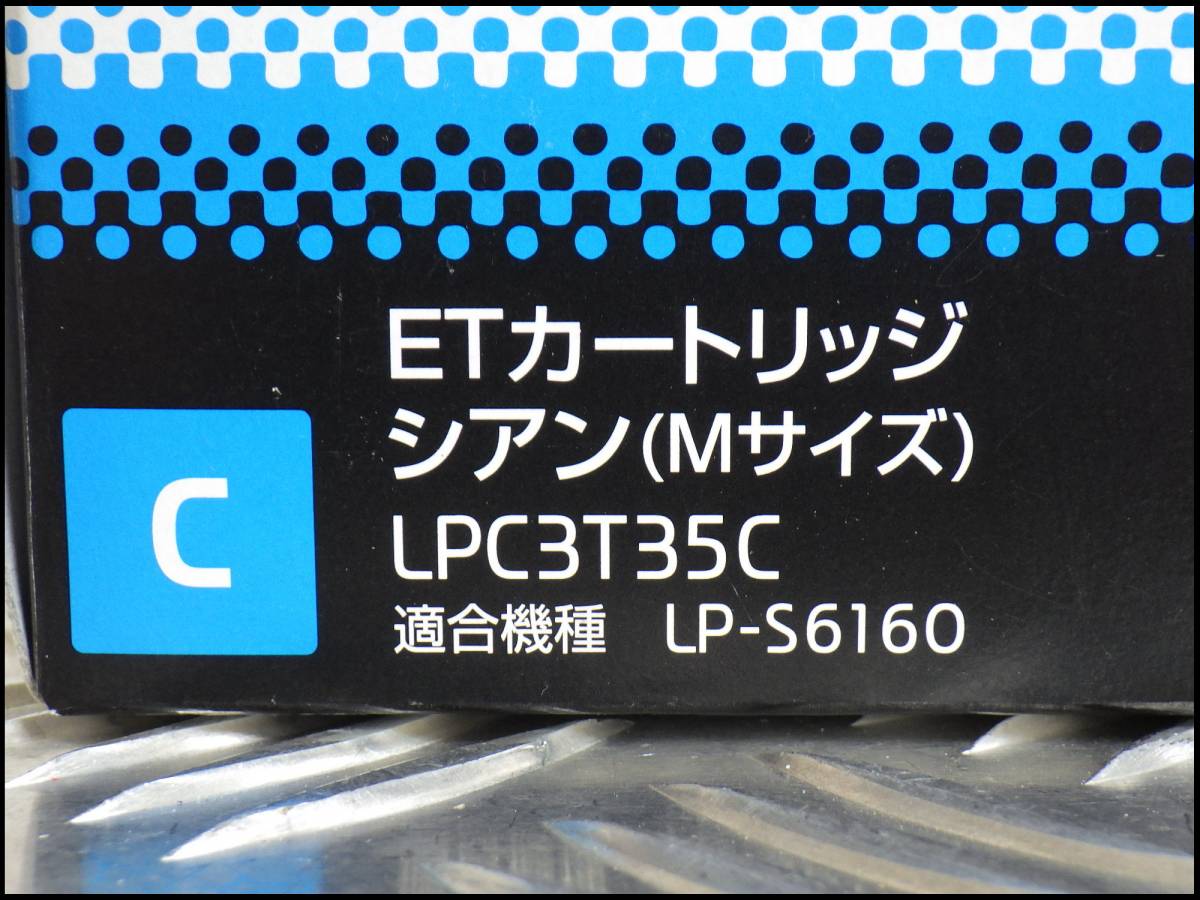 ETカートリッジ
シアン(Mサイズ)
C
LPC3T35C
適合機種 LP-S6160